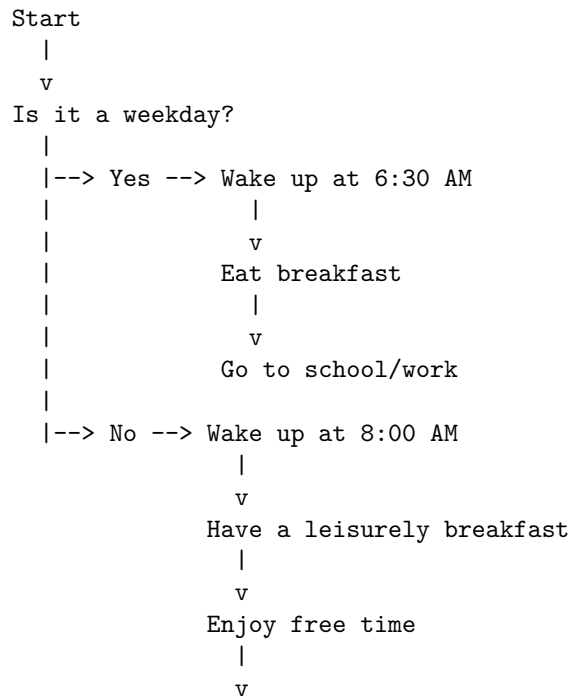 Start
|
v
Is it a weekday?
|
|--> Yes --> Wake up at 6:30 AM
|              |
|              v
|            Eat breakfast
|              |
|              v
|            Go to school/work
|
|--> No --> Wake up at 8:00 AM
|
v
Have a leisurely breakfast
|
v
Enjoy free time
|
v